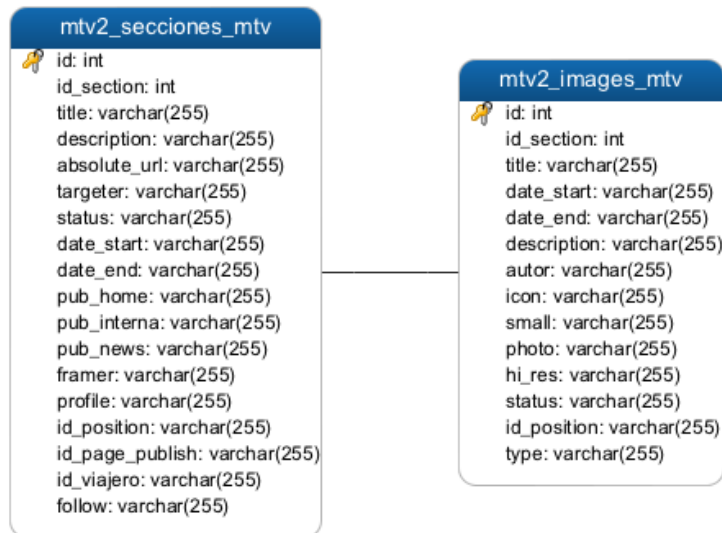 mtv2_secciones_mtv
id: int
id_section: int
title: varchar(255)
description: varchar(255)
absolute_url: varchar(255)
targeter: varchar(255)
status: varchar(255)
date_start: varchar(255)
date_end: varchar(255)
pub_home: varchar(255)
pub_interna: varchar(255)
pub_news: varchar(255)
framer: varchar(255)
profile: varchar(255)
id_position: varchar(255)
id_page_publish: varchar(255)
id_viajero: varchar(255)
follow: varchar(255)
mtv2_images_mtv
id: int
id_section: int
title: varchar(255)
date_start: varchar(255)
date_end: varchar(255)
description: varchar(255)
autor: varchar(255)
icon: varchar(255)
small: varchar(255)
photo: varchar(255)
hi_res: varchar(255)
status: varchar(255)
id_position: varchar(255)
type: varchar(255)